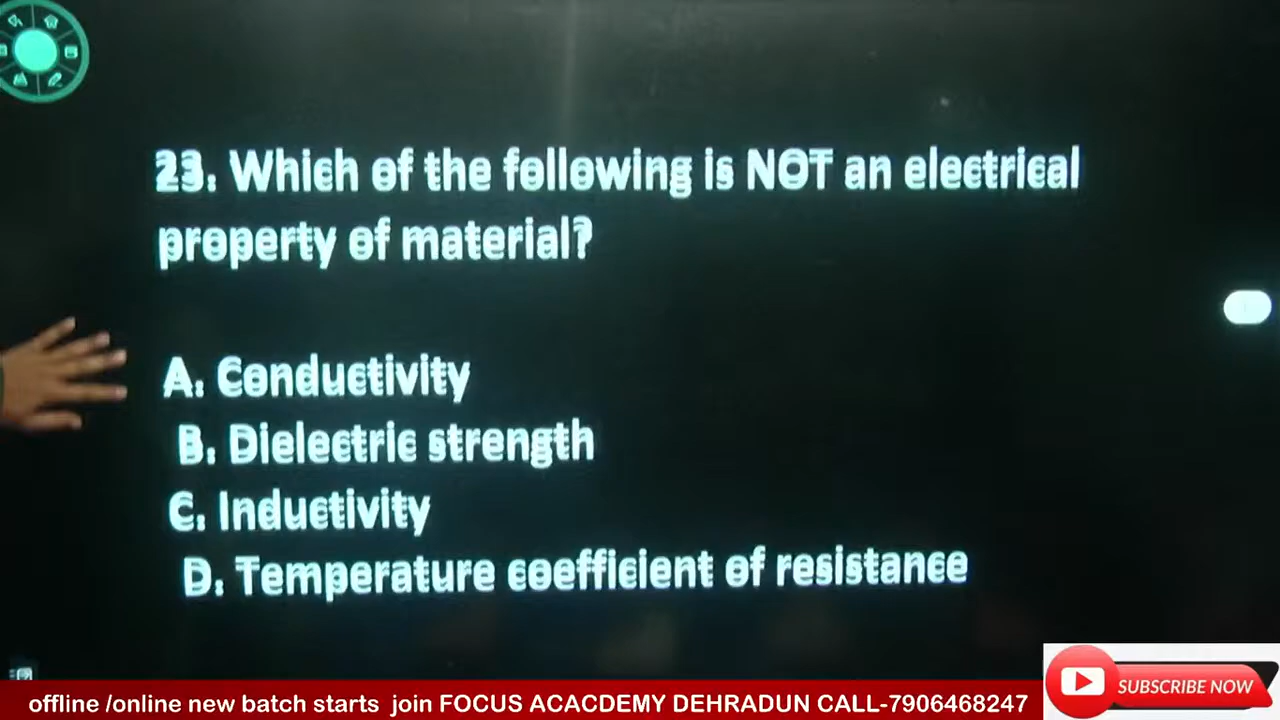 23. Which of the following is NOT an electrical
property of material?
A. Conductivity
B. Dielectric strength
C. Inductivity
D. Temperature coefficient of resistance
offline /online new batch starts join FOCUS ACACDEMY DEHRADUN CALL-7906468247
SUBSCRIBE NOW